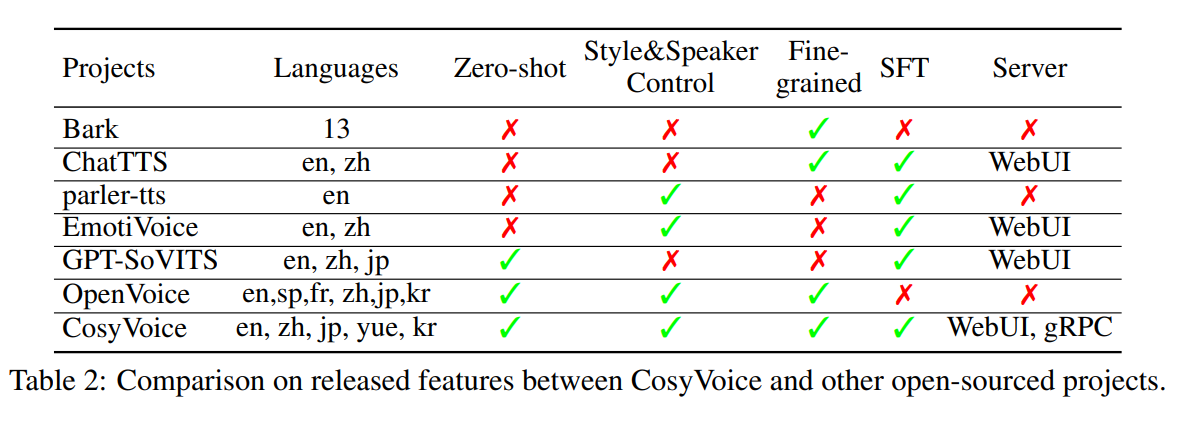 Projects Languages Zero-shot Style&Speaker Control Fine-grained SFT Server
Bark 13 ✗ ✗ ✓ ✗ ✗
ChatTTS en, zh ✗ ✗ ✓ ✓ WebUI
parler-tts en ✗ ✓ ✗ ✓ ✗
EmotiVoice en, zh ✗ ✓ ✗ ✓ WebUI
GPT-SoVITS en, zh, jp ✓ ✗ ✗ ✓ WebUI
OpenVoice en,sp,fr, zh,jp,kr ✓ ✓ ✓ ✗ ✗
CosyVoice en, zh, jp, yue, kr ✓ ✓ ✓ ✓ WebUI, gRPC
Table 2: Comparison on released features between CosyVoice and other open-sourced projects.